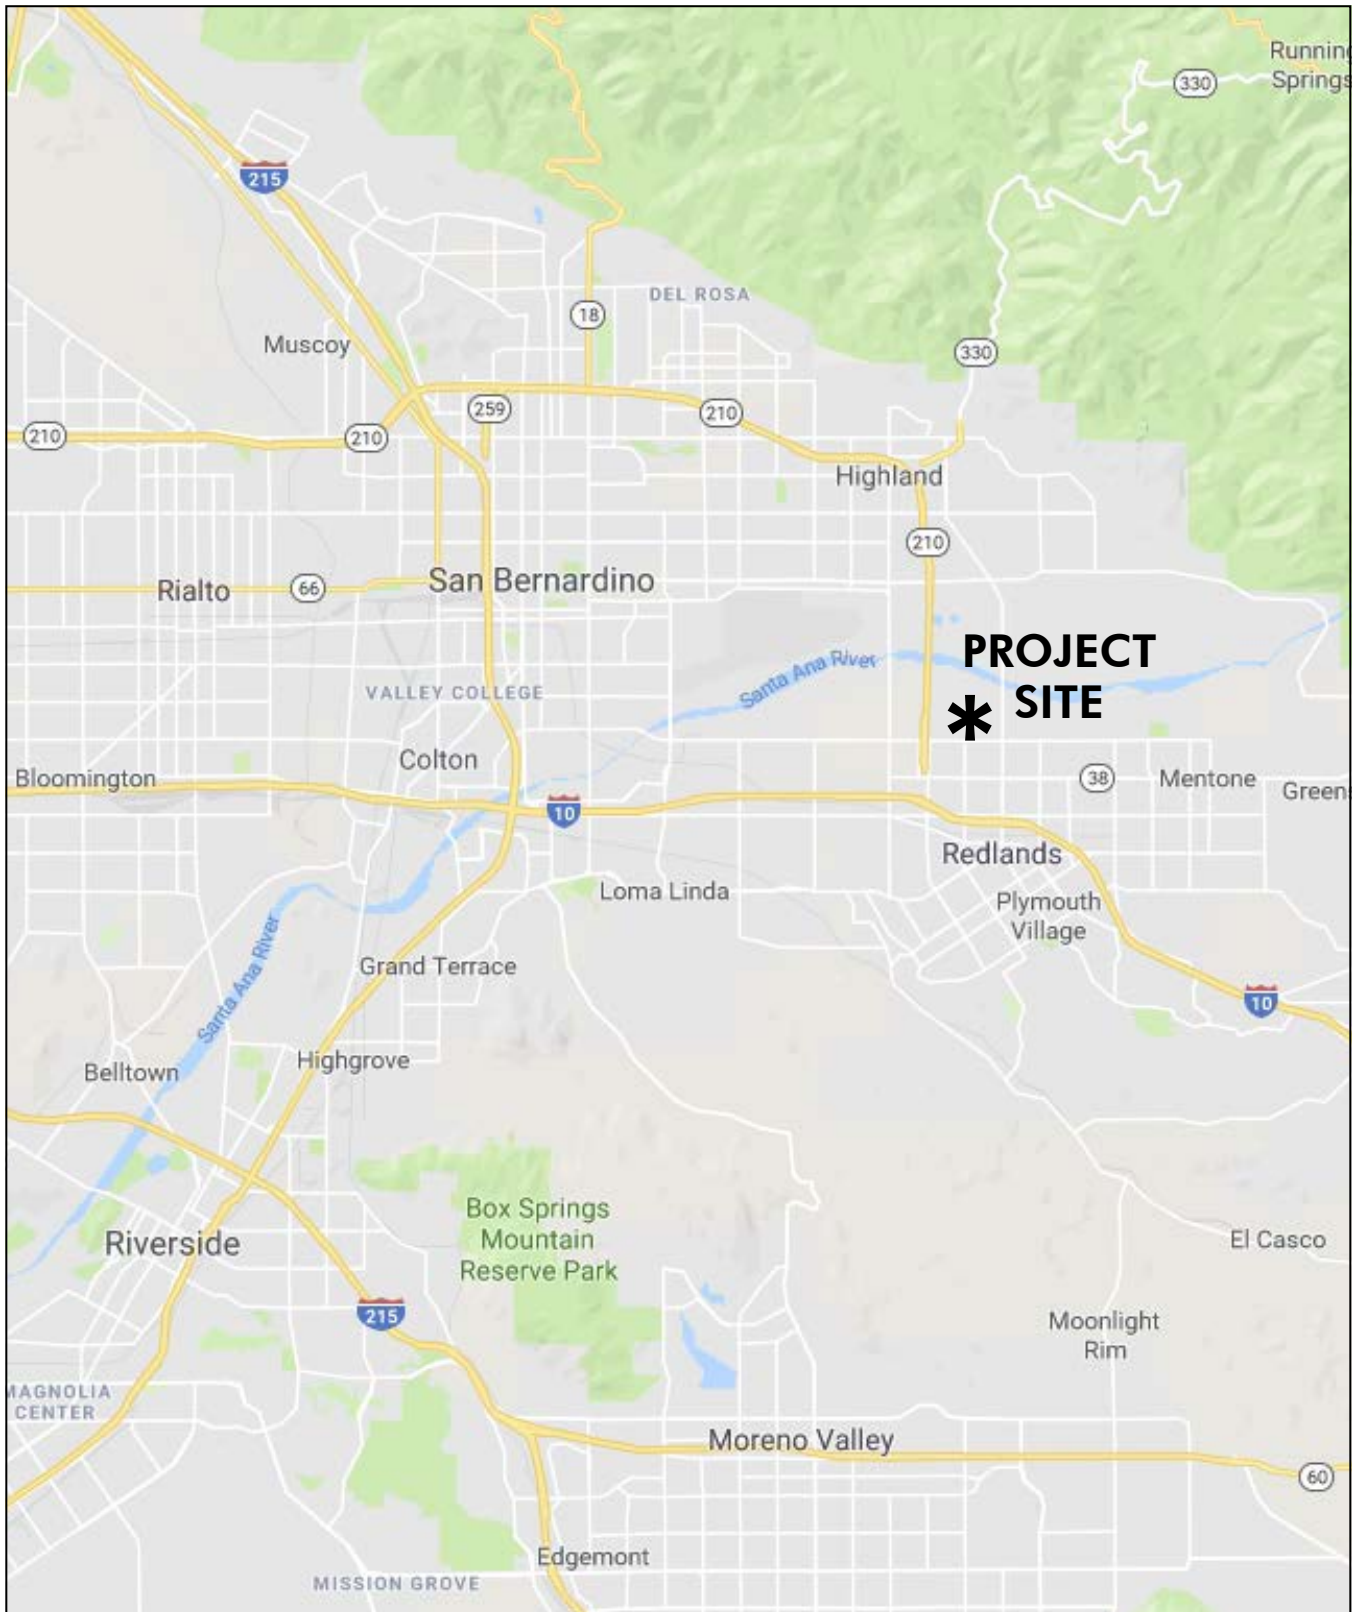 Running
Springs
330
215
DEL ROSA
18
Muscoy
330
259
210
210
210
Highland
210
San Bernardino
Rialto
66
PROJECT
SITE
*
Santa Ana River
VALLEY COLLEGE
Colton
Bloomington
38
Mentone
Greens
10
Redlands
Loma Linda
Plymouth
Village
Santa Ana River
Grand Terrace
10
Highgrove
Belltown
Box Springs
Mountain
Reserve Park
Riverside
El Casco
215
Moonlight
Rim
MAGNOLIA
CENTER
Moreno Valley
60
Edgemont
MISSION GROVE